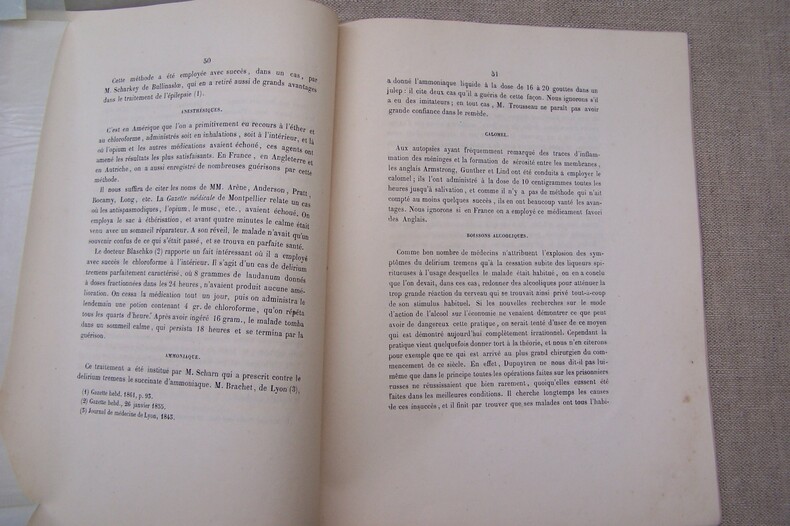 50
Cette méthode a été employée avec succès, dans un cas, par
M. Scharkey de Ballinasko, qui en a retiré aussi de grands avantages
dans le traitement de l'épilepsie (1).
ANESTHÉSIQUES.
C'est en Amérique que l'on a primitivement eu recours à l'éther et
au chloroforme, administrés soit en inhalations, soit à l'intérieur, et là
où l'opium et les autres médications avaient échoué, ces agents ont
amené les résultats les plus satisfaisants. En France, en Angleterre et
en Autriche, on a aussi enregistré de nombreuses guérisons par cette
méthode.
Il nous suffira de citer les noms de MM. Arène, Anderson, Pratt,
Bocamy, Long, etc. La Gazette médicale de Montpellier relate un cas
où les antispasmodiques, l'opium, le musc, etc., avaient échoué. On
employa le sac à éthérisation, et avant quatre minutes le calme était
venu avec un sommeil réparateur. A son réveil, le malade n'avait qu'un
souvenir confus de ce qui s'était passé, et se trouva en parfaite santé.
Le docteur Blaschko (2) rapporte un fait intéressant où il a employé
avec succès le chloroforme à l'intérieur. Il s'agit d'un cas de delirium
tremens parfaitement caractérisé, où 8 grammes de laudanum donnés
à doses fractionnées dans les 24 heures, n'avaient produit aucune amé-
lioration. On cessa la médication tout un jour, puis on administra le
lendemain une potion contenant 4 gr. de chloroforme, qu'on répéta
tous les quarts d'heure. Après avoir ingéré 16 gram., le malade tomba
dans un sommeil calme, qui persista 18 heures et se termina par la
guérison.
AMMONIAQUE.
Ce traitement a été institué par M. Scharn qui a prescrit contre le
delirium tremens le succinate d'ammoniaque. M. Brachet, de Lyon (3),
(1) Gazette hebd. 1861, p. 93.
(2) Gazette hebd., 26 janvier 1855.
(3) Journal de médecine de Lyon, 1843.
51
a donné l'ammoniaque liquide à la dose de 16 à 20 gouttes dans un
julep : il cite deux cas qu'il a guéris de cette façon. Nous ignorons s'il
a eu des imitateurs ; en tout cas, M. Trousseau ne paraît pas avoir
grande confiance dans le remède.
CALOMEL.
Aux autopsies ayant fréquemment remarqué des traces d'inflam-
mation des méninges et la formation de sérosité entre les membranes,
les anglais Armstrong, Gunther et Lind ont été conduits à employer le
calomel ; ils l'ont administré à la dose de 10 centigrammes toutes les
heures jusqu'à salivation, et comme il n'y a pas de méthode qui n'ait
compté au moins quelques succès, ils en ont beaucoup vanté les avan-
tages. Nous ignorons si en France on a employé ce médicament favori
des Anglais.
BOISSONS ALCOOLIQUES.
Comme bon nombre de médecins n'attribuent l'explosion des sym-
ptômes du delirium tremens qu'à la cessation subite des liqueurs spi-
ritueuses à l'usage desquelles le malade était habitué, on en a conclu
que l'on devait, dans ces cas, redonner des alcooliques pour atténuer la
trop grande réaction du cerveau qui se trouvait ainsi privé tout-à-coup
de son stimulus habituel. Si les nouvelles recherches sur le mode
d'action de l'alcool sur l'économie ne venaient démontrer ce que peut
avoir de dangereux cette pratique, on serait tenté d'user de ce moyen
qui est démontré aujourd'hui complètement irrationnel. Cependant la
pratique vient quelquefois donner tort à la théorie, et nous n'en citerons
pour exemple que ce qui est arrivé au plus grand chirurgien du com-
mencement de ce siècle. En effet, Dupuytren ne nous dit-il pas lui-
même que dans le principe toutes les opérations faites sur les prisonniers
russes ne réussissaient que bien rarement, quoiqu'elles eussent été
faites dans les meilleures conditions. Il chercha longtemps les causes
de ces insuccès, et il finit par trouver que ses malades ont tous l'habi-